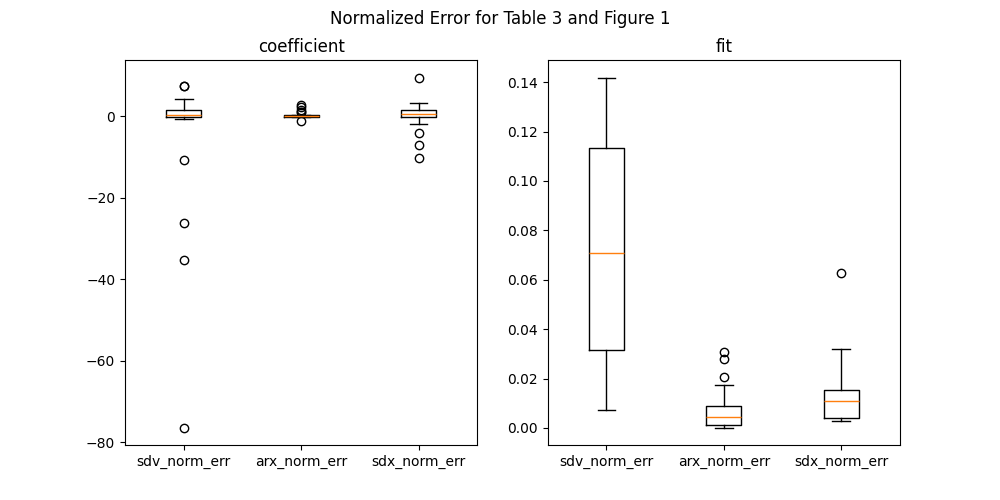 Normalized Error for Table 3 and Figure 1
coefficient
0
−20
−40
−60
−80
sdv_norm_err arx_norm_err sdx_norm_err
fit
0.14
0.12
0.10
0.08
0.06
0.04
0.02
0.00
sdv_norm_err arx_norm_err sdx_norm_err